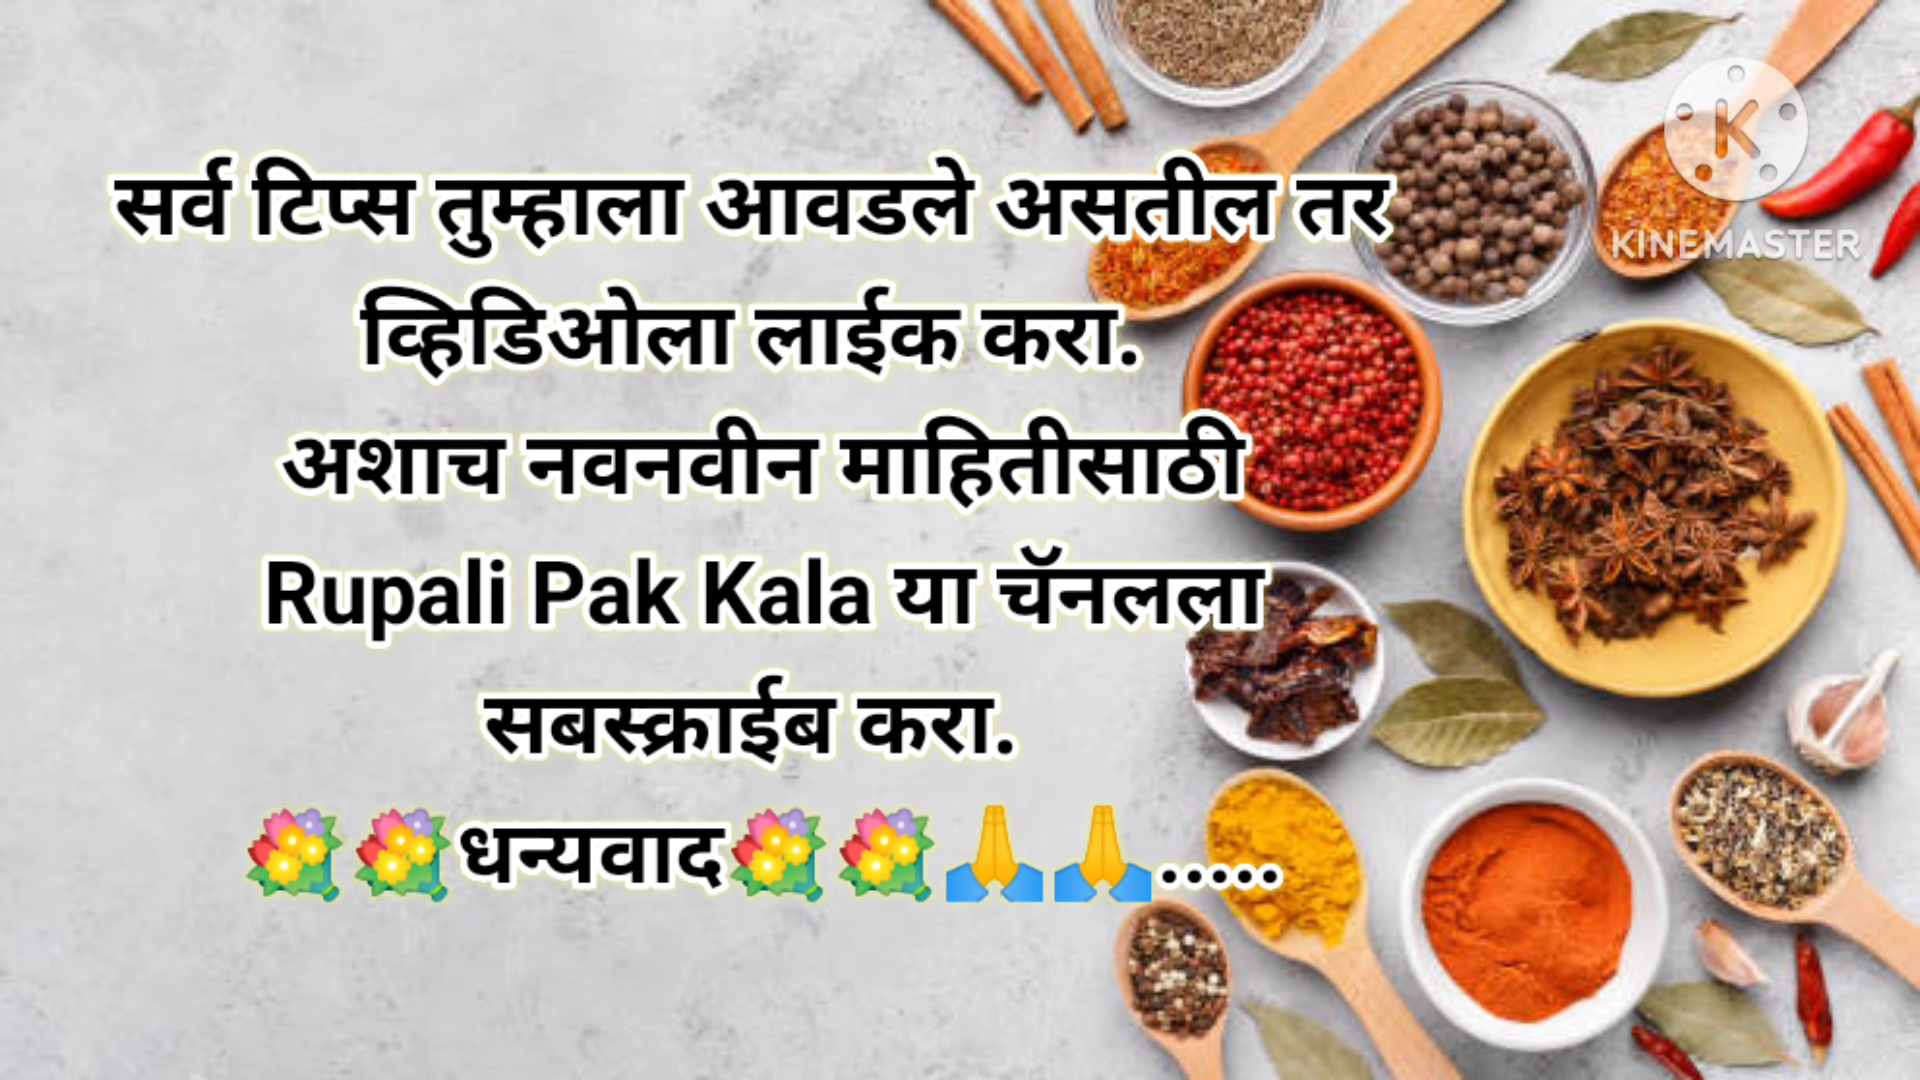 सर्व टिप्स तुम्हाला आवडले असतील तर
व्हिडिओला लाईक करा.
अशाच नवनवीन माहितीसाठी
Rupali Pak Kala या चॅनलला
सबस्क्राईब करा.
💐💐धन्यवाद💐💐🙏🙏.....
K
KINEMASTER